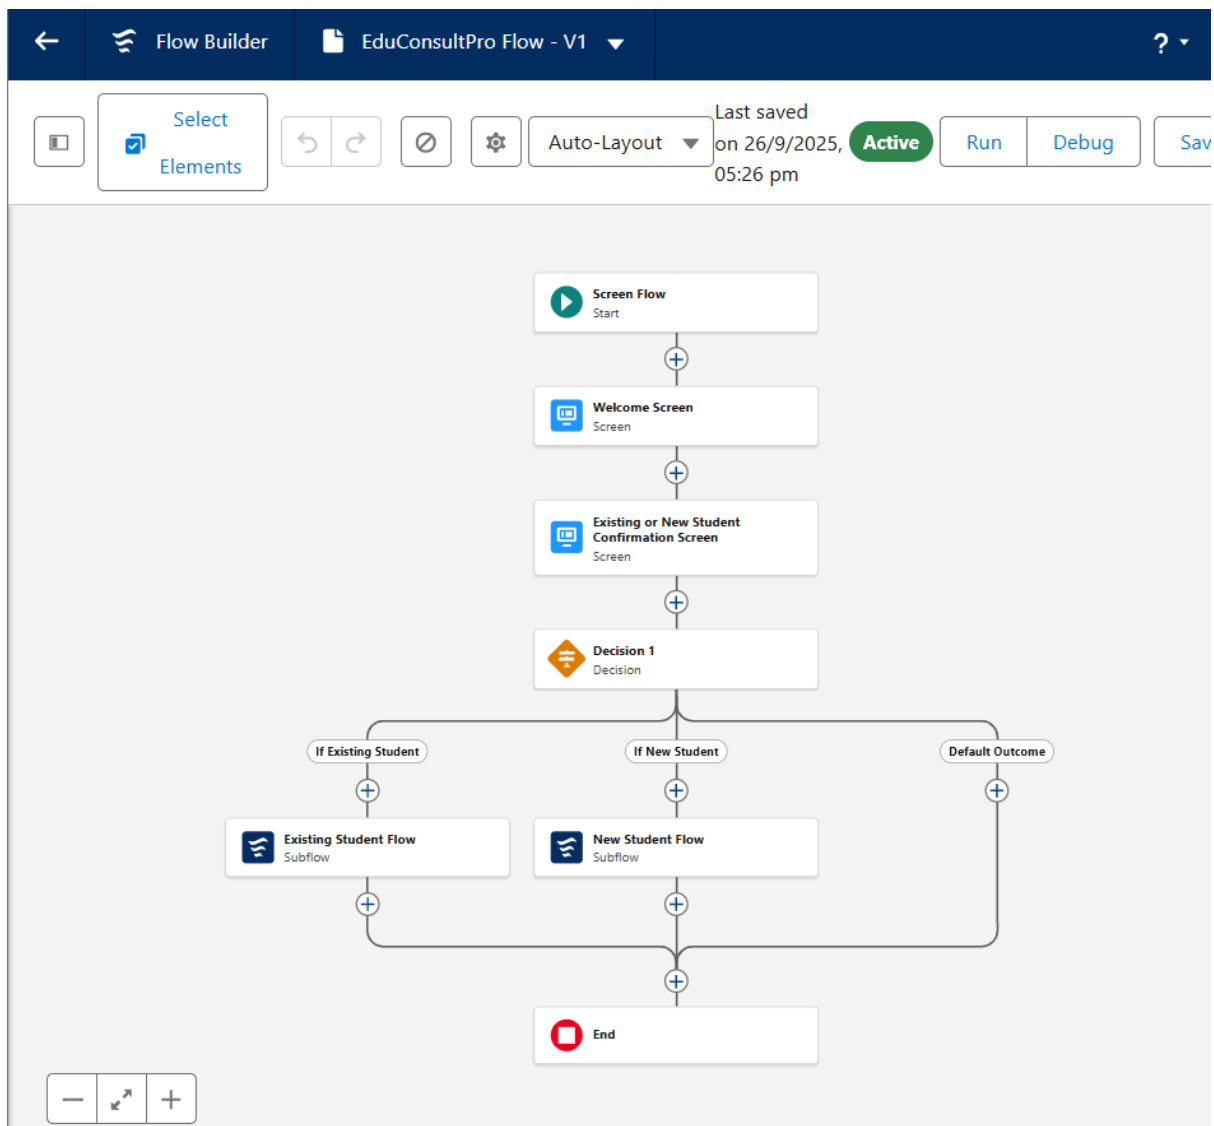 Flow Builder
EduConsultPro Flow - V1
?
Select
Elements
Auto-Layout
Last saved
on 26/9/2025,
05:26 pm
Active
Run
Debug
Sav
Screen Flow
Start
Welcome Screen
Screen
Existing or New Student
Confirmation Screen
Screen
Decision 1
Decision
If Existing Student
If New Student
Default Outcome
Existing Student Flow
Subflow
New Student Flow
Subflow
End